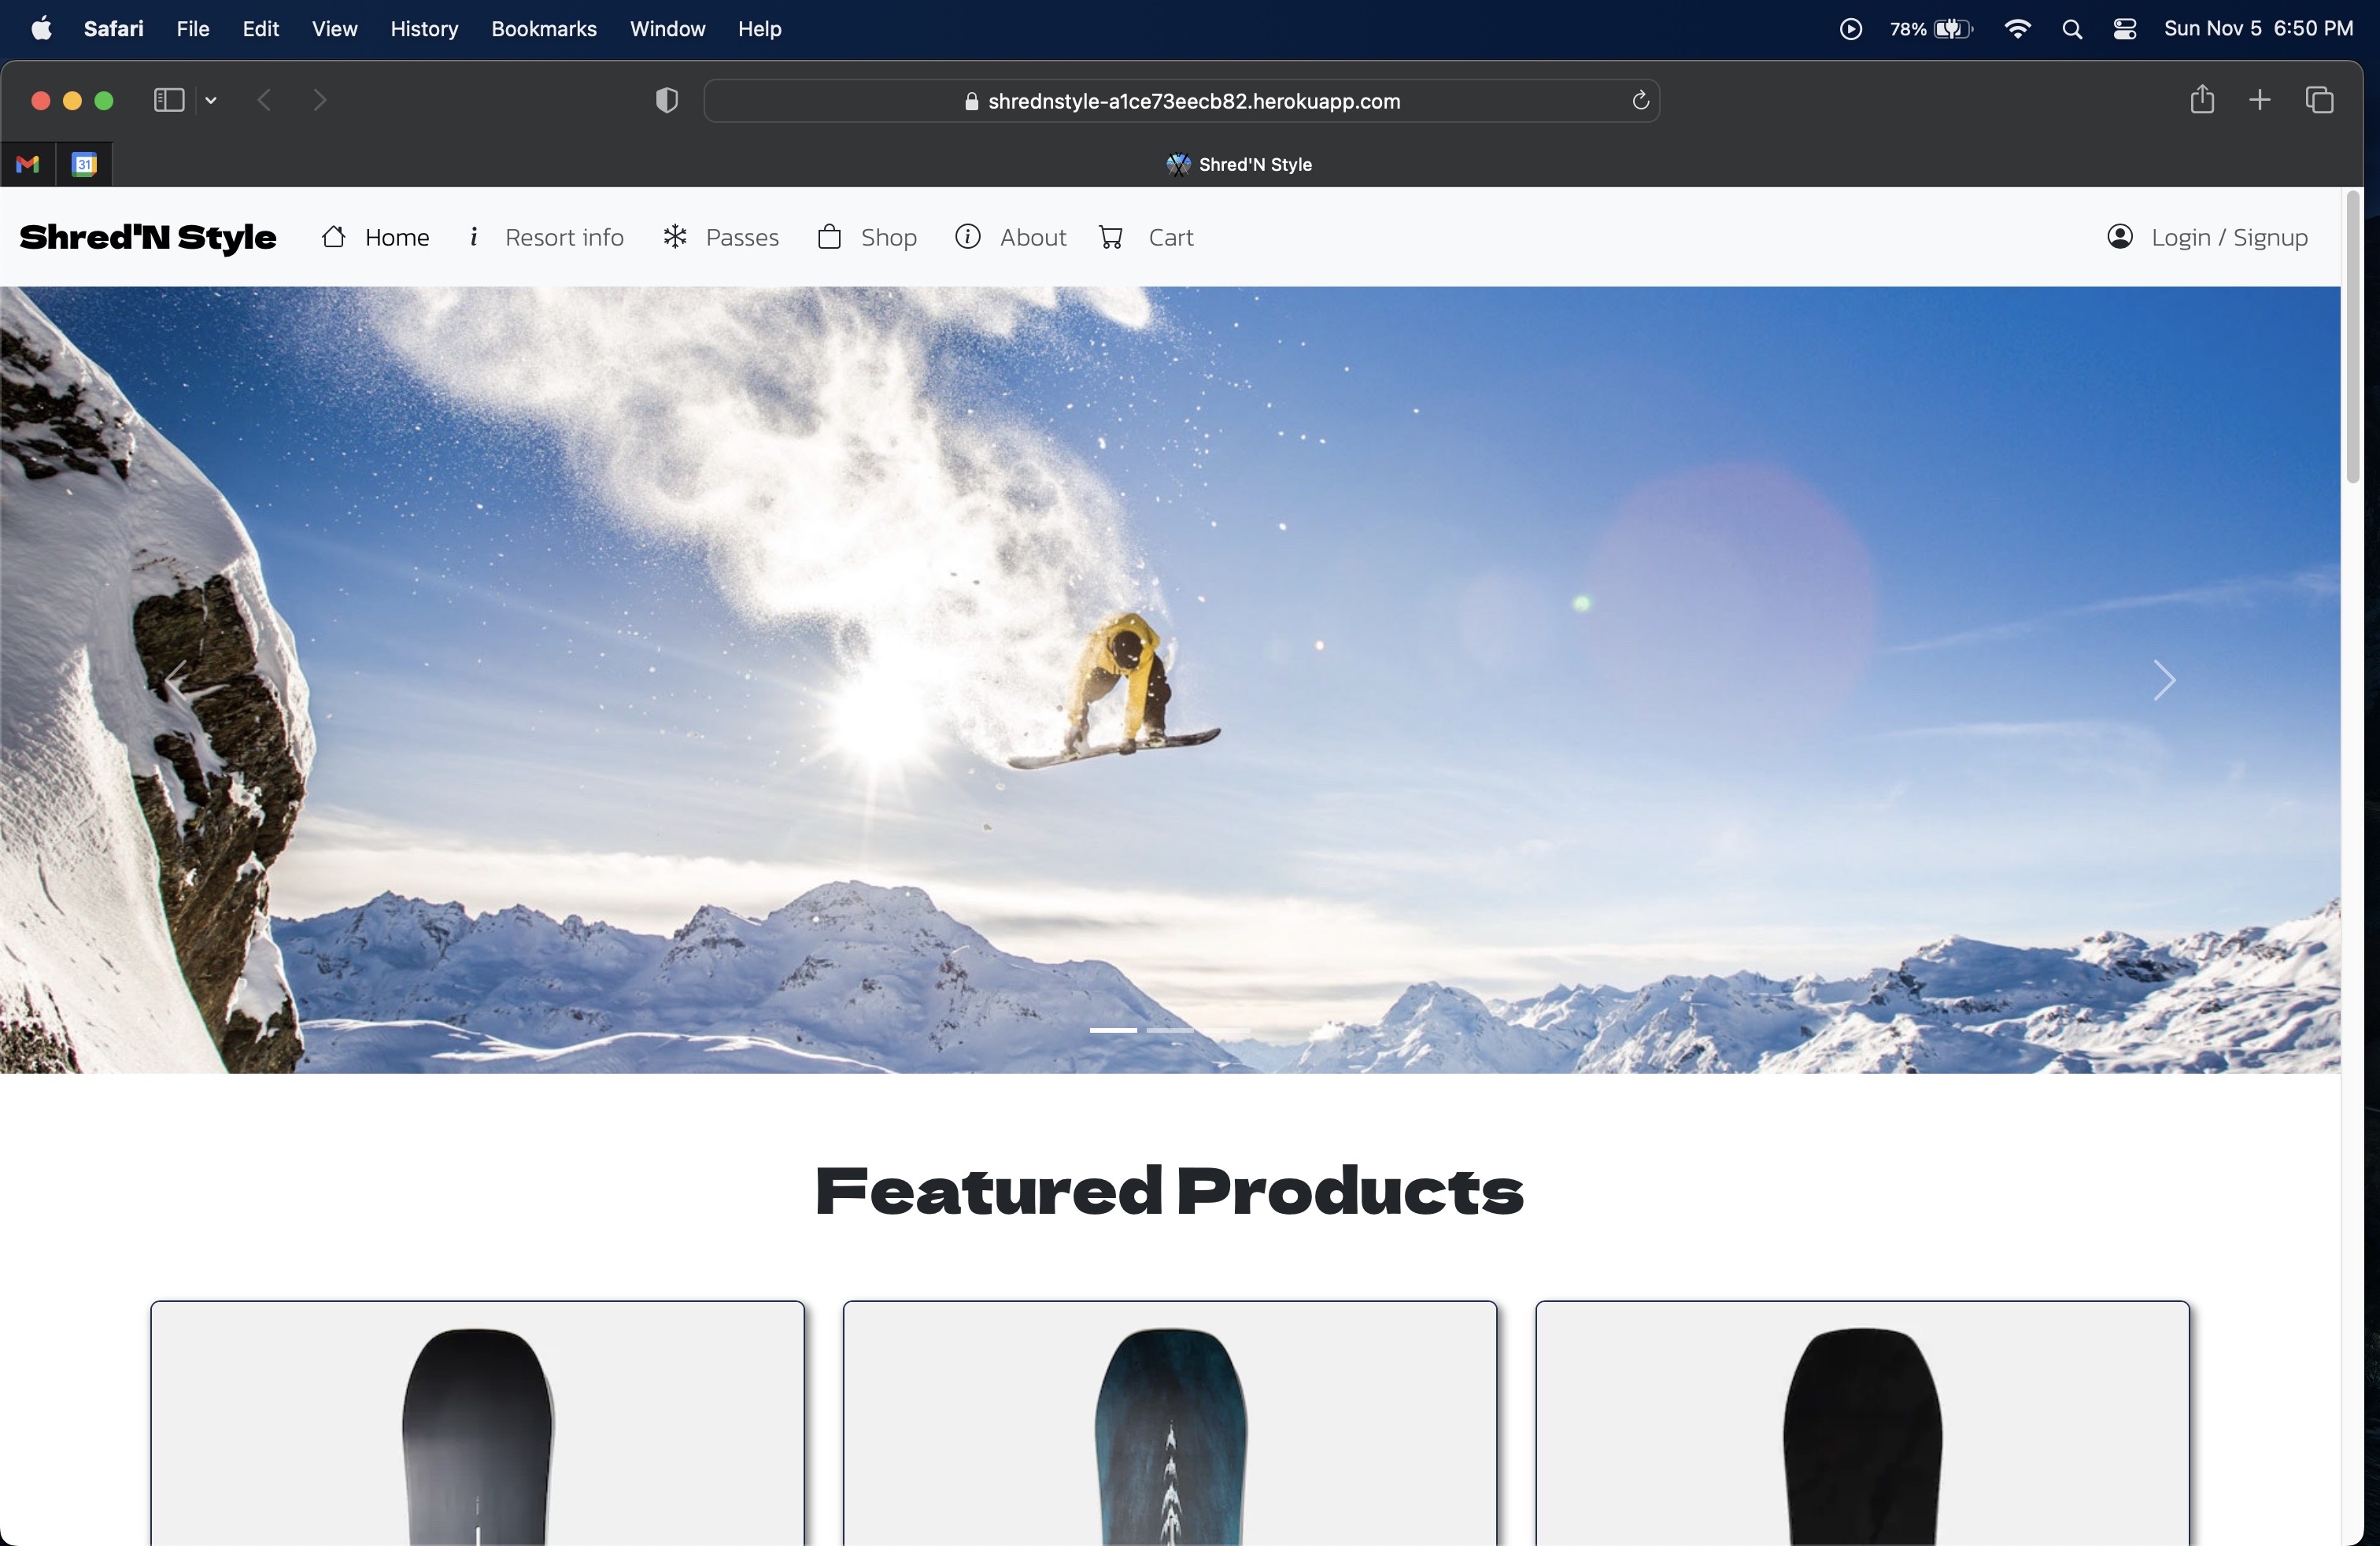 Safari File Edit View History Bookmarks Window Help 78% Sun Nov 5 6:50 PM
shrednstyle-a1ce73eecb82.herokuapp.com
31 Shred'N Style
Shred'N Style Home Resort info Passes Shop About Cart Login / Signup
Featured Products